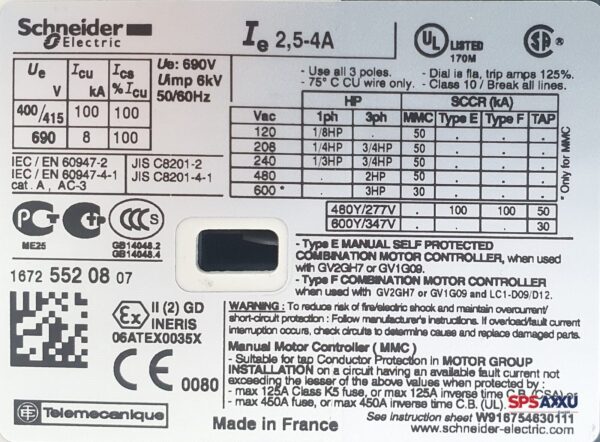 Schneider Electric
Ie 2,5-4A
UL LISTED 170M
SA
Ue V Icu kA Ics % Icu
400/415 100 100
690 8 100
Ue: 690V
Uimp 6kV
50/60Hz
- Use all 3 poles. - Dial is fla, trip amps 125%.
- 75° C CU wire only. - Class 10 / Break all lines.
HP SCCR (kA)
Vac 1ph 3ph MMC Type E Type F TAP
120 1/8HP . 50 . . .
208 1/4HP 3/4HP 50 . . .
240 1/3HP 3/4HP 50 . . .
480 . 2HP 50 . . .
600 * . 3HP 30 . . .
480Y/277V . 100 100 50
600Y/347V . . . 30
*Only for MMC
IEC / EN 60947-2 JIS C8201-2
IEC / EN 60947-4-1 JIS C8201-4-1
cat. A , AC-3
ME25
CCC S
GB14048.2
GB14048.4
1672 552 08 07
- Type E MANUAL SELF PROTECTED
COMBINATION MOTOR CONTROLLER, when used
with GV2GH7 or GV1G09.
- Type F COMBINATION MOTOR CONTROLLER
when used with GV2GH7 or GV1G09 and LC1-D09/D12.
Ex II (2) GD
INERIS
06ATEX0035X
CE 0080
WARNING : To reduce risk of fire/electric shock and maintain overcurrent/
short-circuit protection : Follow manufacturer's instructions. If overload/fault current
interruption occurs, check circuits to determine cause and replace damaged parts.
Manual Motor Controller ( MMC )
- Suitable for tap Conductor Protection in MOTOR GROUP
INSTALLATION on a circuit having an available fault current not
exceeding the lesser of the above values when protected by :
- max 125A Class K5 fuse, or max 125A inverse time C.B. (CSA)
- max 450A fuse, or max 450A inverse time C.B. (UL).
SPSAXXU
See instruction sheet W916754630111
Telemecanique
Made in France
www.schneider-electric.com